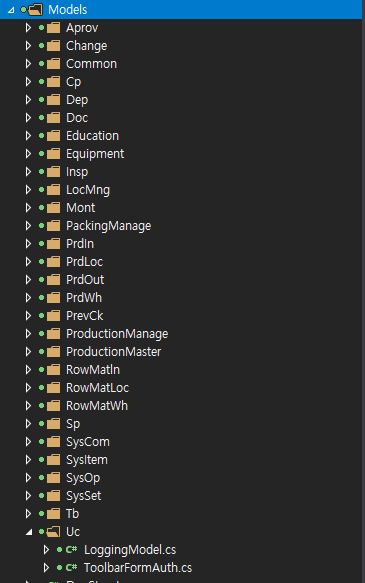 Models
Aprov
Change
Common
Cp
Dep
Doc
Education
Equipment
Insp
LocMng
Mont
PackingManage
PrdIn
PrdLoc
PrdOut
PrdWh
PrevCk
ProductionManage
ProductionMaster
RowMatIn
RowMatLoc
RowMatWh
Sp
SysCom
SysItem
SysOp
SysSet
Tb
Uc
C# LoggingModel.cs
C# ToolbarFormAuth.cs